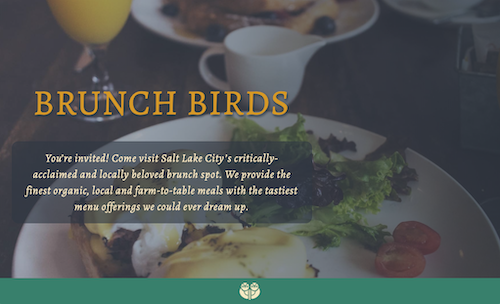 BRUNCH BIRDS
You're invited! Come visit Salt Lake City's critically-
acclaimed and locally beloved brunch spot. We provide the
finest organic, local and farm-to-table meals with the tastiest
menu offerings we could ever dream up.